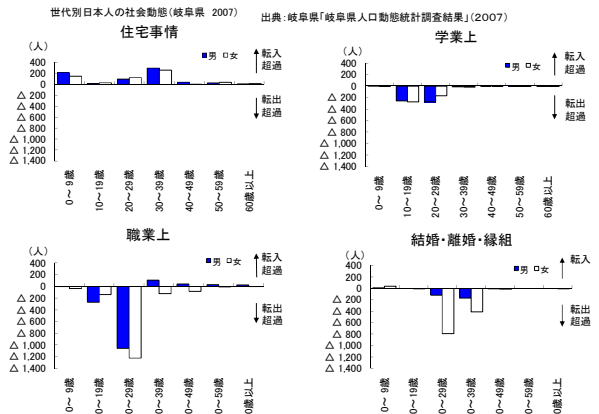 世代別日本人の社会動態（岐阜県　2007）
出典：岐阜県「岐阜県人口動態統計調査結果」（2007）
住宅事情
（人）
男 女
転入
超過
転出
超過
400
200
0
△ 200
△ 400
△ 600
△ 800
△ 1,000
△ 1,200
△ 1,400
0～ 9歳
10～19歳
20～29歳
30～39歳
40～49歳
50～59歳
60歳以上
学業上
（人）
男 女
転入
超過
転出
超過
400
200
0
△ 200
△ 400
△ 600
△ 800
△ 1,000
△ 1,200
△ 1,400
0～ 9歳
10～19歳
20～29歳
30～39歳
40～49歳
50～59歳
60歳以上
職業上
（人）
男 女
転入
超過
転出
超過
400
200
0
△ 200
△ 400
△ 600
△ 800
△ 1,000
△ 1,200
△ 1,400
0～ 9歳
0～19歳
0～29歳
0～39歳
0～49歳
0～59歳
0歳以上
結婚・離婚・縁組
（人）
男 女
転入
超過
転出
超過
400
200
0
△ 200
△ 400
△ 600
△ 800
△ 1,000
△ 1,200
△ 1,400
0～ 9歳
0～19歳
0～29歳
0～39歳
0～49歳
0～59歳
0歳以上